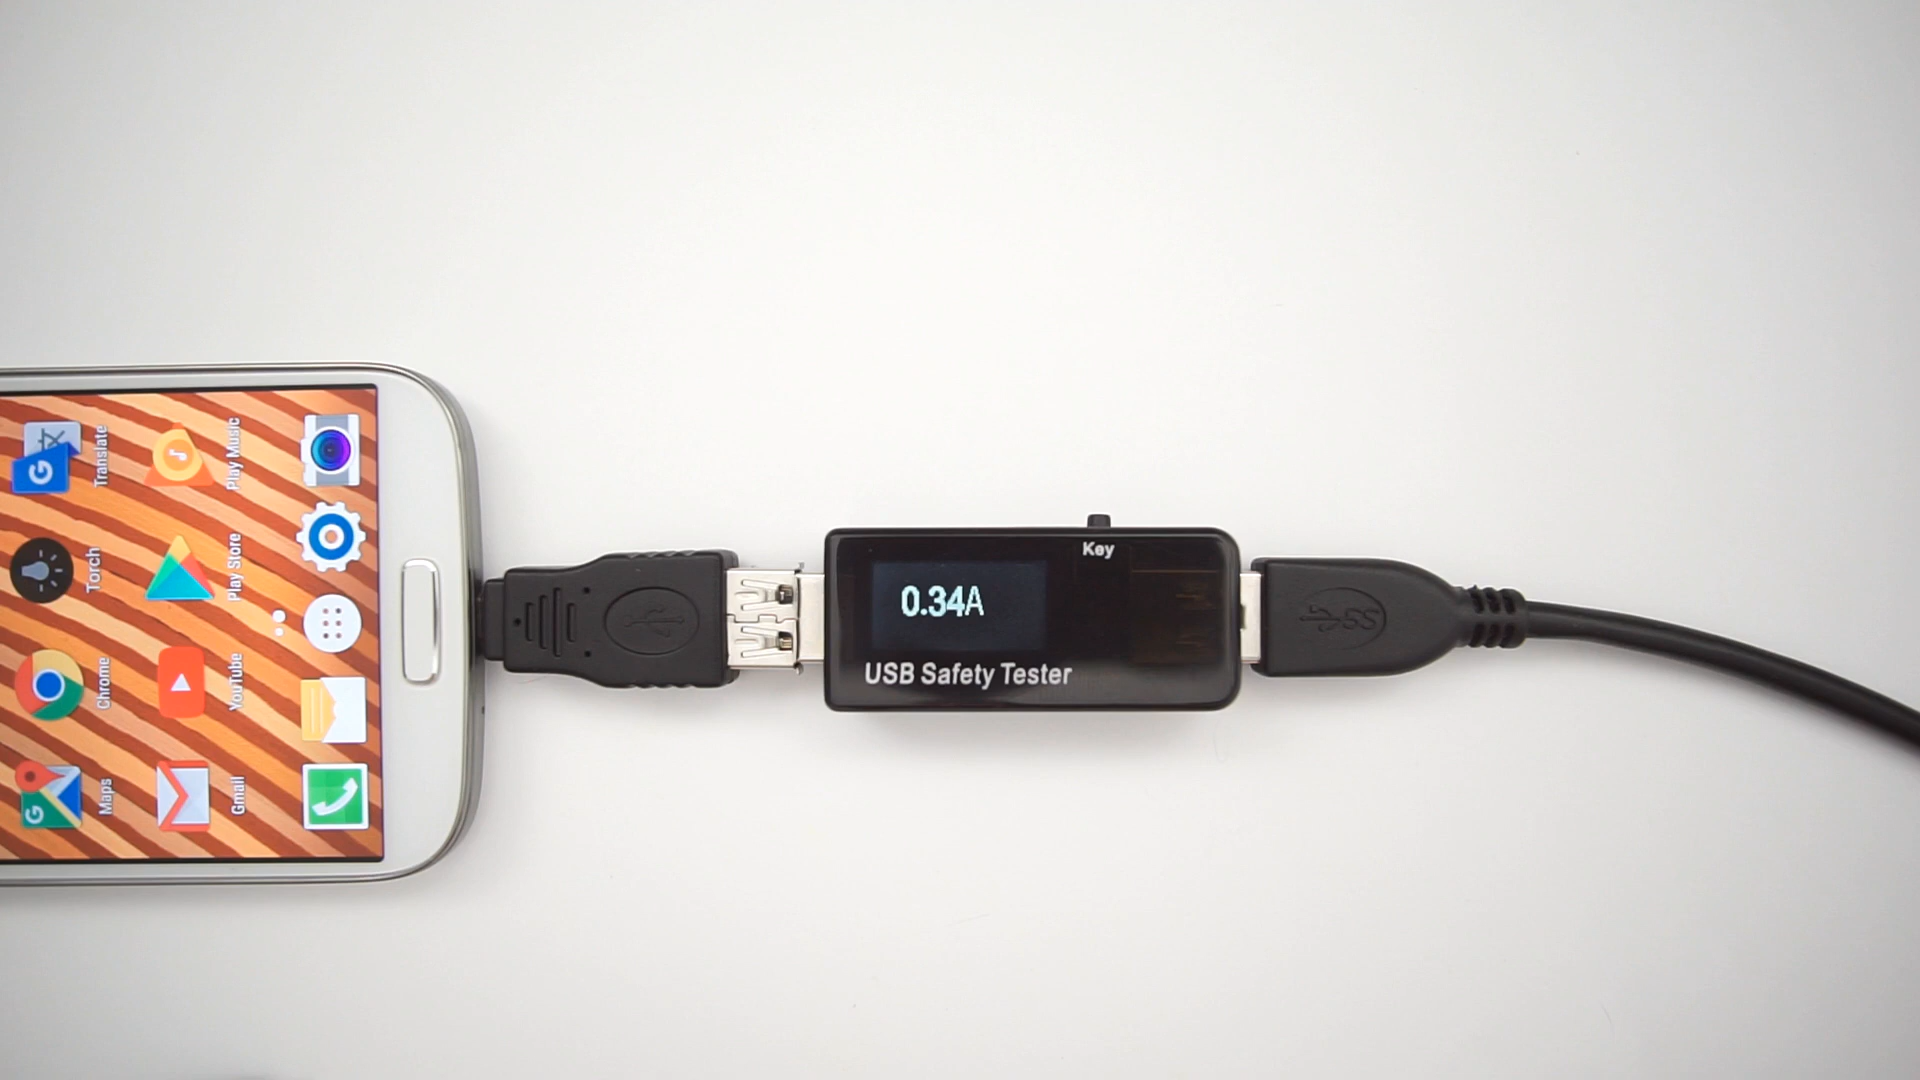 Translate
Play Music
Torch
Play Store
Chrome
YouTube
Maps
Gmail
G
G
Key
0.34A
USB Safety Tester
SS